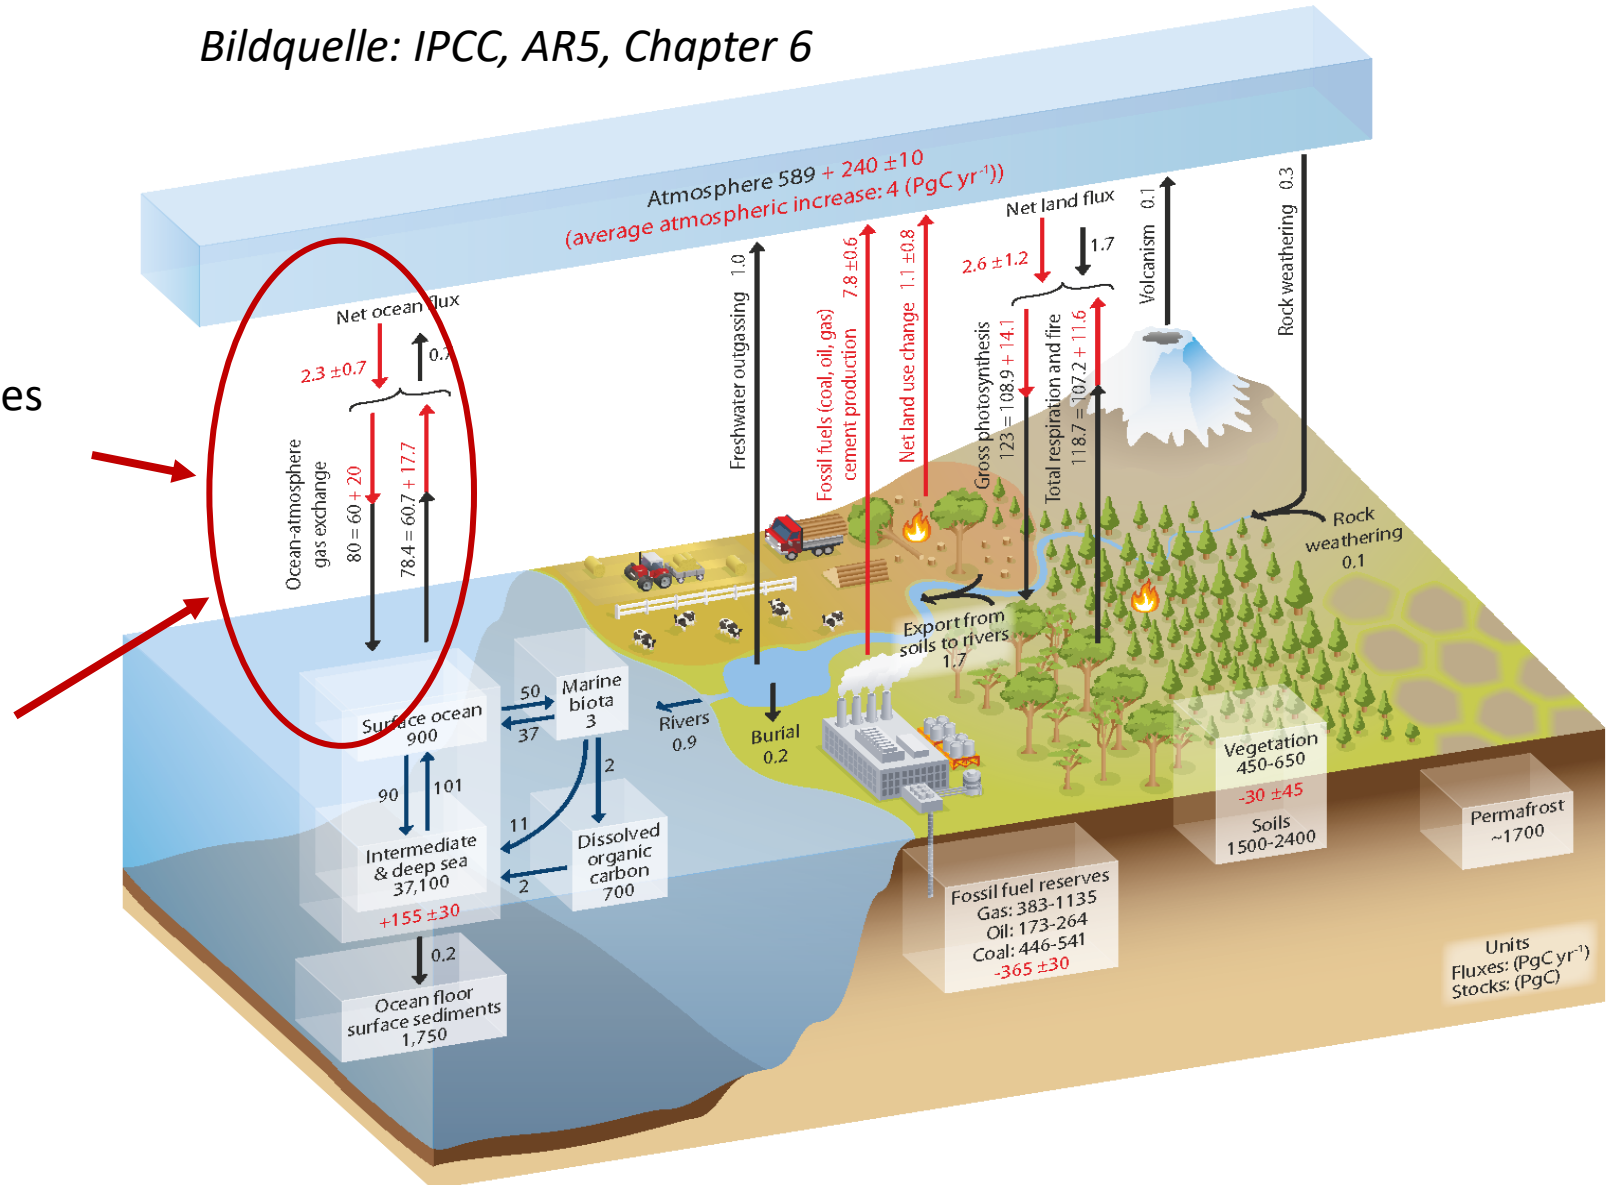 Bildquelle: IPCC, AR5, Chapter 6
Atmosphere 589 + 240 ±10
(average atmospheric increase: 4 (PgC yr⁻¹))
Net ocean flux
2.3 ±0.7
0.7
es
Ocean-atmosphere
gas exchange
80 = 60 + 20
78.4 = 60.7 + 17.7
Freshwater outgassing 1.0
Fossil fuels (coal, oil, gas)
cement production 7.8 ±0.6
Net land use change 1.1 ±0.8
Net land flux
2.6 ±1.2
1.7
Gross photosynthesis
123 = 108.9 + 14.1
Total respiration and fire
118.7 = 107.2 + 11.6
Volcanism 0.1
Rock weathering 0.3
Rock
weathering
0.1
Export from
soils to rivers
1.7
Surface ocean
900
50
37
Marine
biota
3
Rivers
0.9
Burial
0.2
90
101
11
2
2
Intermediate
& deep sea
37,100
+155 ±30
Dissolved
organic
carbon
700
0.2
Ocean floor
surface sediments
1,750
Vegetation
450-650
-30 ±45
Soils
1500-2400
Permafrost
~1700
Fossil fuel reserves
Gas: 383-1135
Oil: 173-264
Coal: 446-541
-365 ±30
Units
Fluxes: (PgC yr⁻¹)
Stocks: (PgC)